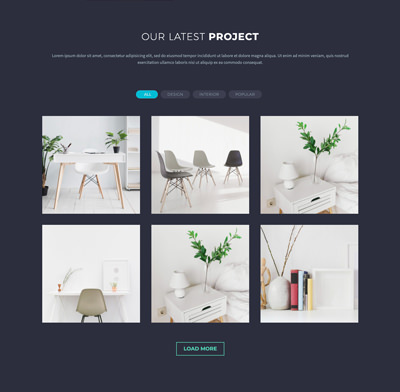 OUR LATEST PROJECT
Lorem ipsum dolor sit amet, consectetur adipisicing elit, sed do eiusmod tempor incididunt ut labore et dolore magna aliqua. Ut enim ad minim veniam, quis nostrud
exercitation ullamco laboris nisi ut aliquip ex ea commodo consequat.
ALL
DESIGN
INTERIOR
POPULAR
LOAD MORE